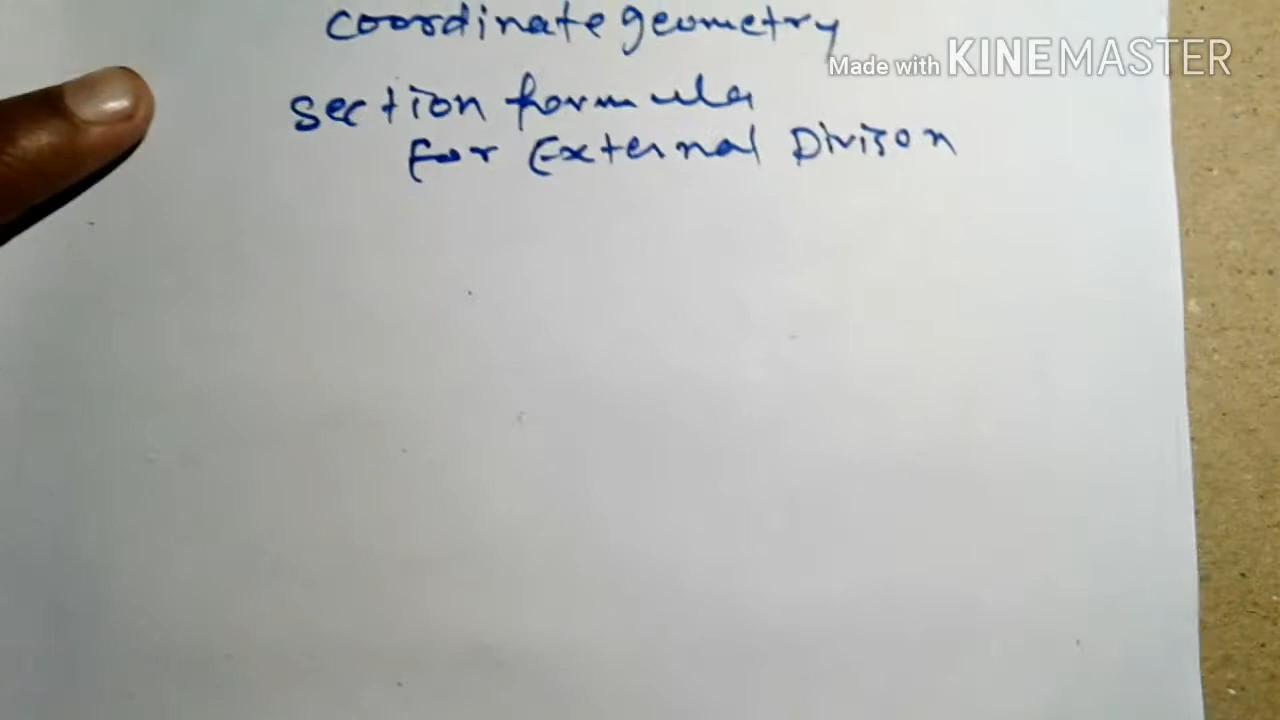 coordinate geometry
Made with KINEMASTER
section formula
for External Divison